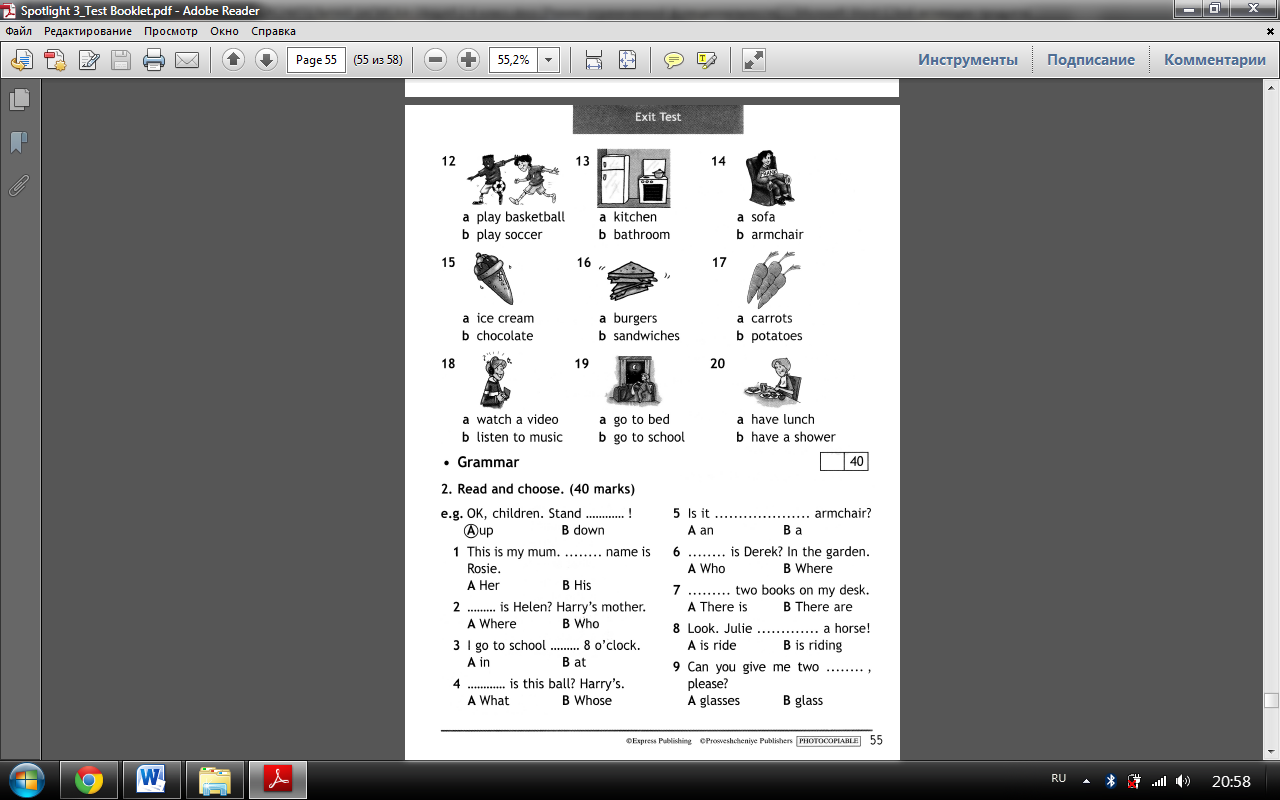 Spotlight 3_Test Booklet.pdf - Adobe Reader
Файл Редактирование Просмотр Окно Справка
Page 55 (55 из 58) 55,2% Инструменты Подписание Комментарии
Exit Test
12 13 14
a play basketball a kitchen a sofa
b play soccer b bathroom b armchair
15 16 17
a ice cream a burgers a carrots
b chocolate b sandwiches b potatoes
18 19 20
a watch a video a go to bed a have lunch
b listen to music b go to school b have a shower
• Grammar 40
2. Read and choose. (40 marks)
e.g. OK, children. Stand ............ !
A up B down
1 This is my mum. ........ name is
Rosie.
A Her B His
2 ......... is Helen? Harry's mother.
A Where B Who
3 I go to school ......... 8 o'clock.
A in B at
4 ............ is this ball? Harry's.
A What B Whose
5 Is it .................... armchair?
A an B a
6 ........ is Derek? In the garden.
A Who B Where
7 ......... two books on my desk.
A There is B There are
8 Look. Julie ............. a horse!
A is ride B is riding
9 Can you give me two ........ ,
please?
A glasses B glass
©Express Publishing ©Prosveshcheniye Publishers PHOTOCOPIABLE 55
RU 20:58